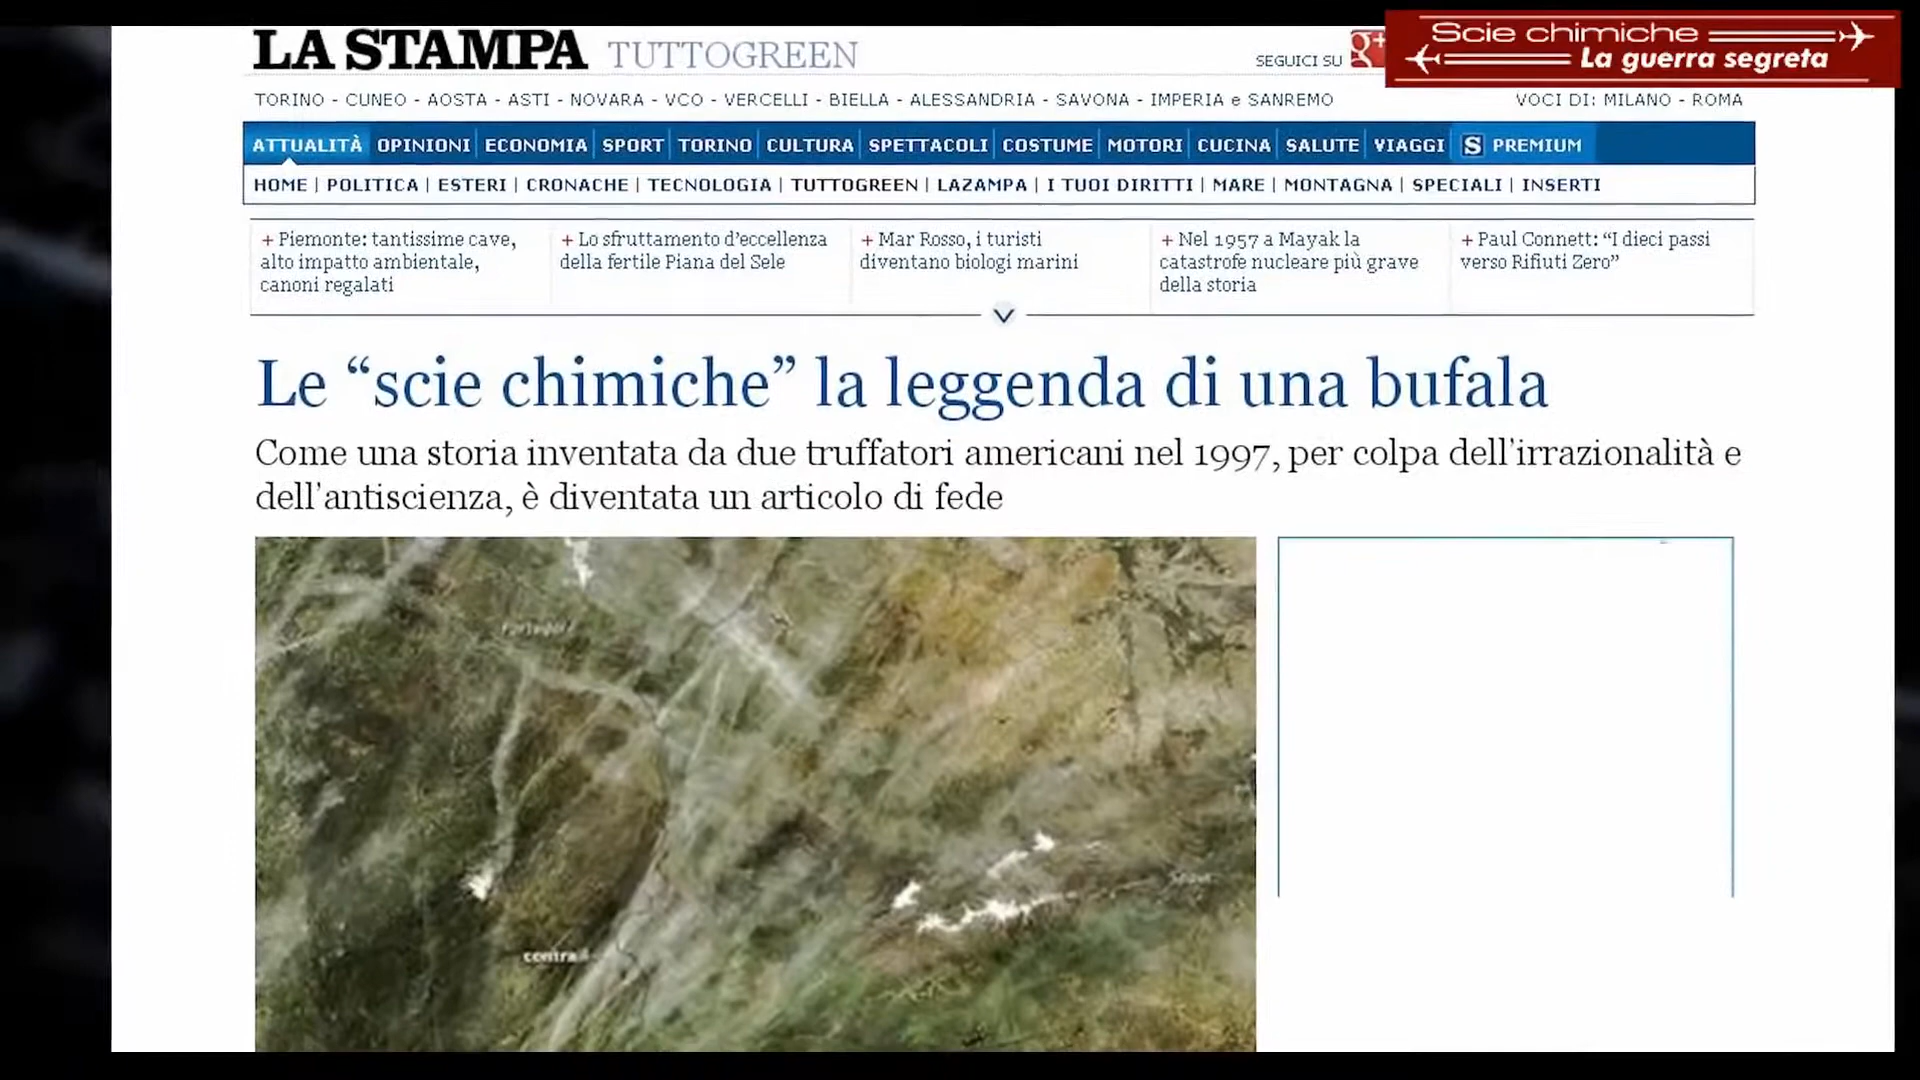 Scie chimiche
La guerra segreta
LA STAMPA TUTTOGREEN
SEGUICI SU g+
TORINO - CUNEO - AOSTA - ASTI - NOVARA - VCO - VERCELLI - BIELLA - ALESSANDRIA - SAVONA - IMPERIA e SANREMO VOCI DI: MILANO - ROMA
ATTUALITÀ OPINIONI ECONOMIA SPORT TORINO CULTURA SPETTACOLI COSTUME MOTORI CUCINA SALUTE VIAGGI S PREMIUM
HOME | POLITICA | ESTERI | CRONACHE | TECNOLOGIA | TUTTOGREEN | LAZAMPA | I TUOI DIRITTI | MARE | MONTAGNA | SPECIALI | INSERTI
+ Piemonte: tantissime cave,
alto impatto ambientale,
canoni regalati
+ Lo sfruttamento d'eccellenza
della fertile Piana del Sele
+ Mar Rosso, i turisti
diventano biologi marini
+ Nel 1957 a Mayak la
catastrofe nucleare più grave
della storia
+ Paul Connett: “I dieci passi
verso Rifiuti Zero”
Le “scie chimiche” la leggenda di una bufala
Come una storia inventata da due truffatori americani nel 1997, per colpa dell'irrazionalità e
dell'antiscienza, è diventata un articolo di fede